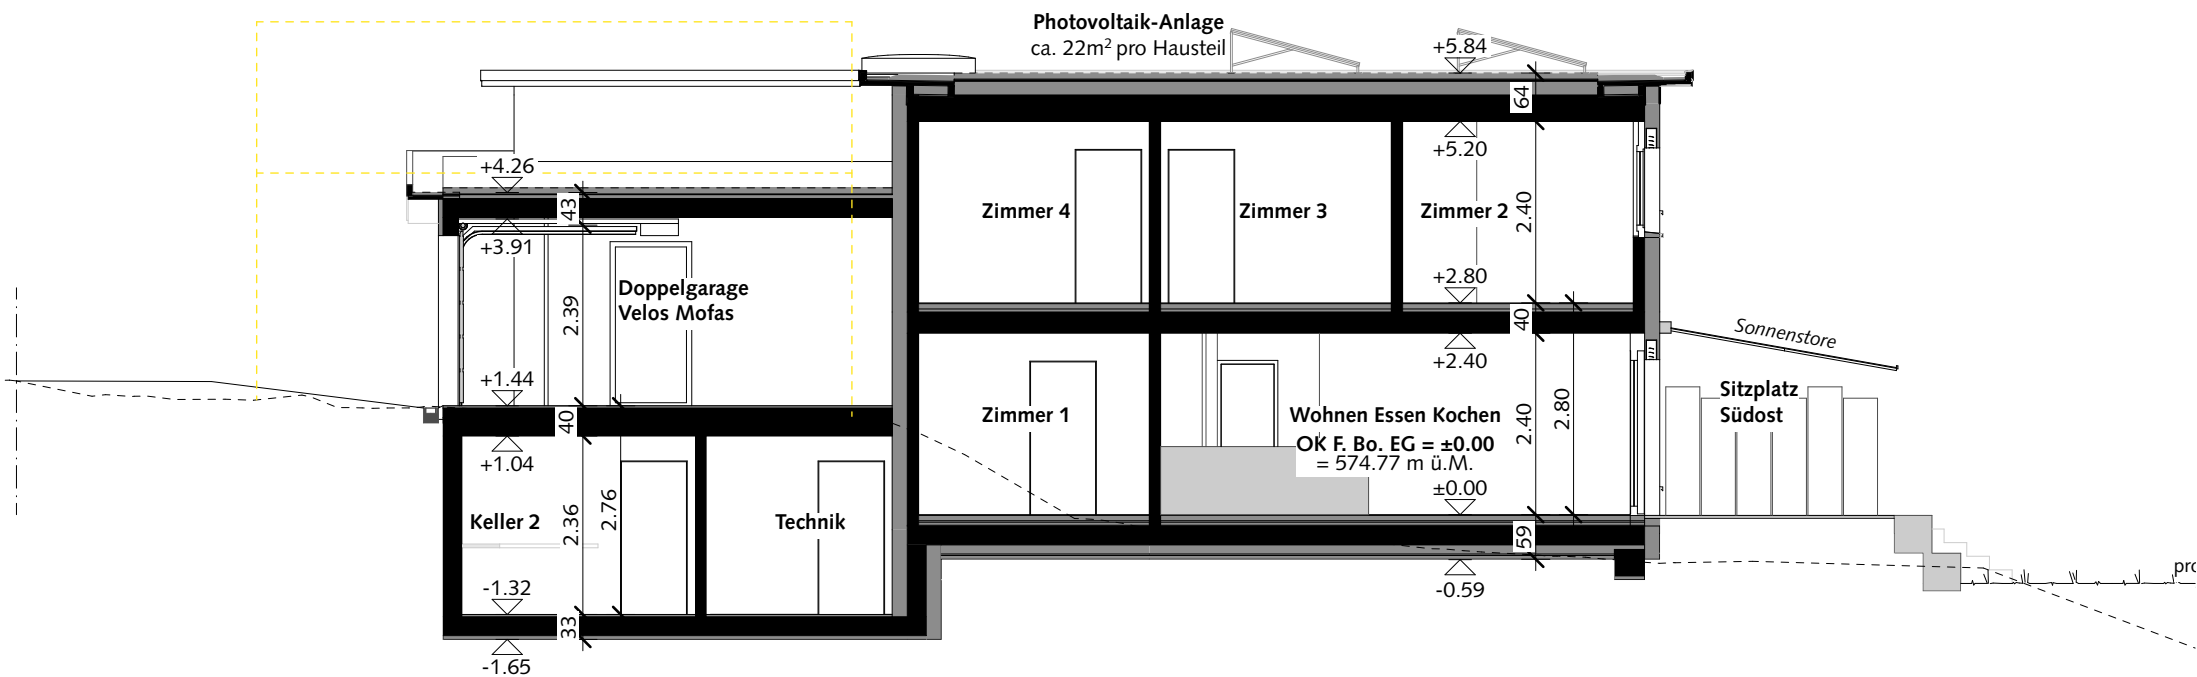 Photovoltaik-Anlage
ca. 22m² pro Hausteil
+5.84
64
+5.20
+4.26
43
+3.91
Zimmer 4
Zimmer 3
Zimmer 2
2.40
+2.80
Doppelgarage
Velos Mofas
2.39
40
+2.40
Sonnenstore
+1.44
40
+1.04
Zimmer 1
Wohnen Essen Kochen
OK F. Bo. EG = ±0.00
= 574.77 m ü.M.
±0.00
2.40
2.80
Sitzplatz
Südost
Keller 2
2.36
2.76
Technik
59
-0.59
-1.32
33
-1.65